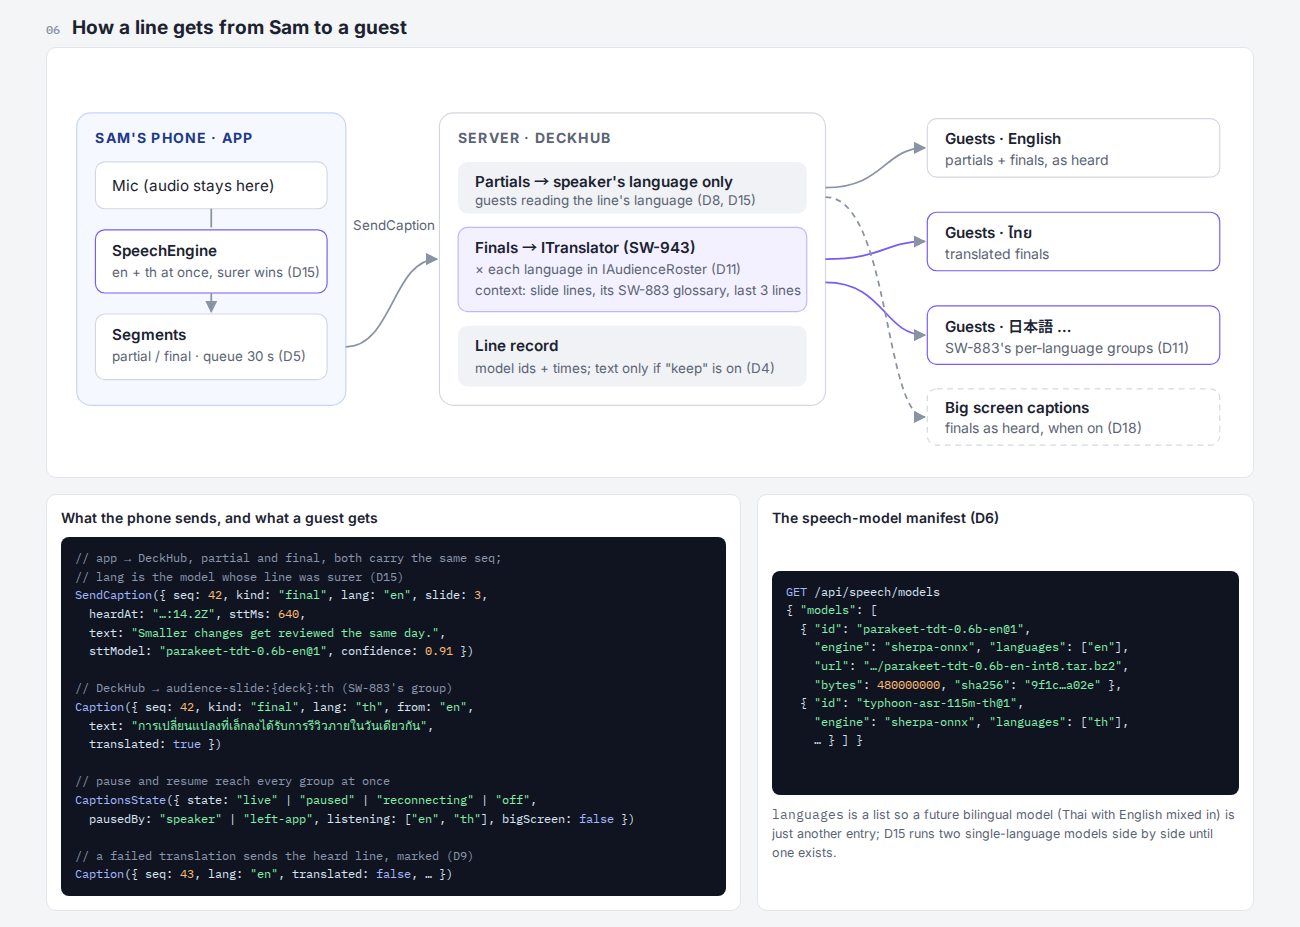 06 How a line gets from Sam to a guest
SAM'S PHONE · APP
Mic (audio stays here)
SpeechEngine
en + th at once, surer wins (D15)
Segments
partial / final · queue 30 s (D5)
SendCaption
SERVER · DECKHUB
Partials → speaker's language only
guests reading the line's language (D8, D15)
Finals → ITranslator (SW-943)
× each language in IAudienceRoster (D11)
context: slide lines, its SW-883 glossary, last 3 lines
Line record
model ids + times; text only if "keep" is on (D4)
Guests · English
partials + finals, as heard
Guests · ไทย
translated finals
Guests · 日本語 ...
SW-883's per-language groups (D11)
Big screen captions
finals as heard, when on (D18)
What the phone sends, and what a guest gets
// app → DeckHub, partial and final, both carry the same seq;
// lang is the model whose line was surer (D15)
SendCaption({ seq: 42, kind: "final", lang: "en", slide: 3,
heardAt: "…:14.2Z", sttMs: 640,
text: "Smaller changes get reviewed the same day.",
sttModel: "parakeet-tdt-0.6b-en@1", confidence: 0.91 })
// DeckHub → audience-slide:{deck}:th (SW-883's group)
Caption({ seq: 42, kind: "final", lang: "th", from: "en",
text: "การเปลี่ยนแปลงที่เล็กลงได้รับการรีวิวภายในวันเดียวกัน",
translated: true })
// pause and resume reach every group at once
CaptionsState({ state: "live" | "paused" | "reconnecting" | "off",
pausedBy: "speaker" | "left-app", listening: ["en", "th"], bigScreen: false })
// a failed translation sends the heard line, marked (D9)
Caption({ seq: 43, lang: "en", translated: false, … })
The speech-model manifest (D6)
GET /api/speech/models
{ "models": [
{ "id": "parakeet-tdt-0.6b-en@1",
"engine": "sherpa-onnx", "languages": ["en"],
"url": "…/parakeet-tdt-0.6b-en-int8.tar.bz2",
"bytes": 480000000, "sha256": "9f1c…a02e" },
{ "id": "typhoon-asr-115m-th@1",
"engine": "sherpa-onnx", "languages": ["th"],
… } ] }
languages is a list so a future bilingual model (Thai with English mixed in) is
just another entry; D15 runs two single-language models side by side until
one exists.